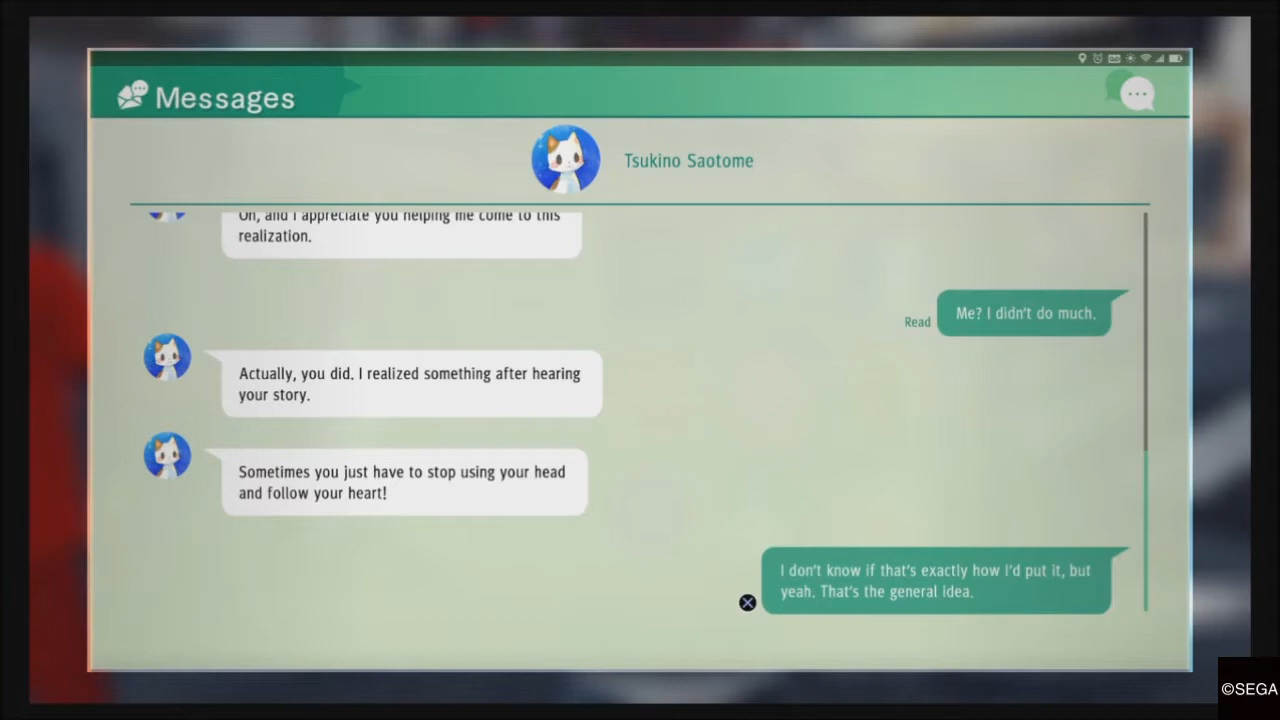 Messages
Tsukino Saotome
Oh, and I appreciate you helping me come to this
realization.
Me? I didn't do much.
Read
Actually, you did. I realized something after hearing
your story.
Sometimes you just have to stop using your head
and follow your heart!
I don't know if that's exactly how I'd put it, but
yeah. That's the general idea.
©SEGA